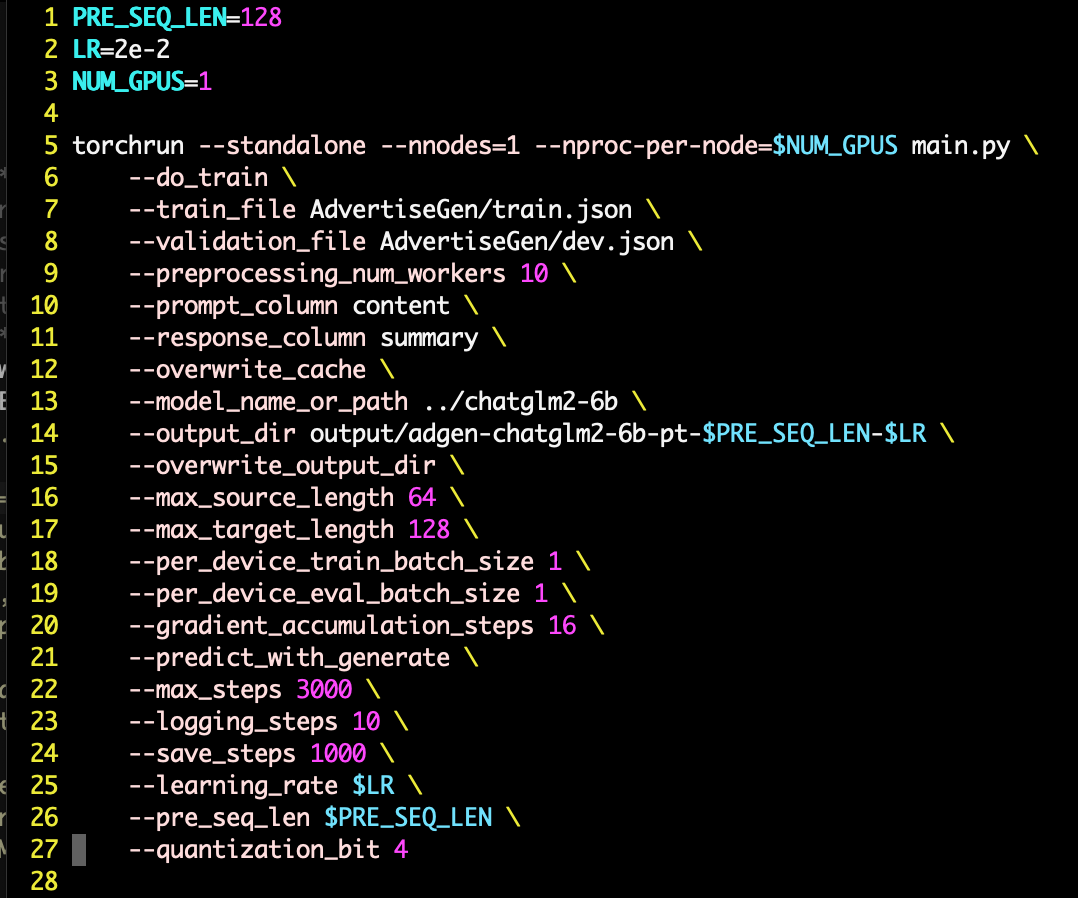 1 PRE_SEQ_LEN=128
2 LR=2e-2
3 NUM_GPUS=1
4
5 torchrun --standalone --nnodes=1 --nproc-per-node=$NUM_GPUS main.py \
6     --do_train \
7     --train_file AdvertiseGen/train.json \
8     --validation_file AdvertiseGen/dev.json \
9     --preprocessing_num_workers 10 \
10     --prompt_column content \
11     --response_column summary \
12     --overwrite_cache \
13     --model_name_or_path ../chatglm2-6b \
14     --output_dir output/adgen-chatglm2-6b-pt-$PRE_SEQ_LEN-$LR \
15     --overwrite_output_dir \
16     --max_source_length 64 \
17     --max_target_length 128 \
18     --per_device_train_batch_size 1 \
19     --per_device_eval_batch_size 1 \
20     --gradient_accumulation_steps 16 \
21     --predict_with_generate \
22     --max_steps 3000 \
23     --logging_steps 10 \
24     --save_steps 1000 \
25     --learning_rate $LR \
26     --pre_seq_len $PRE_SEQ_LEN \
27     --quantization_bit 4
28